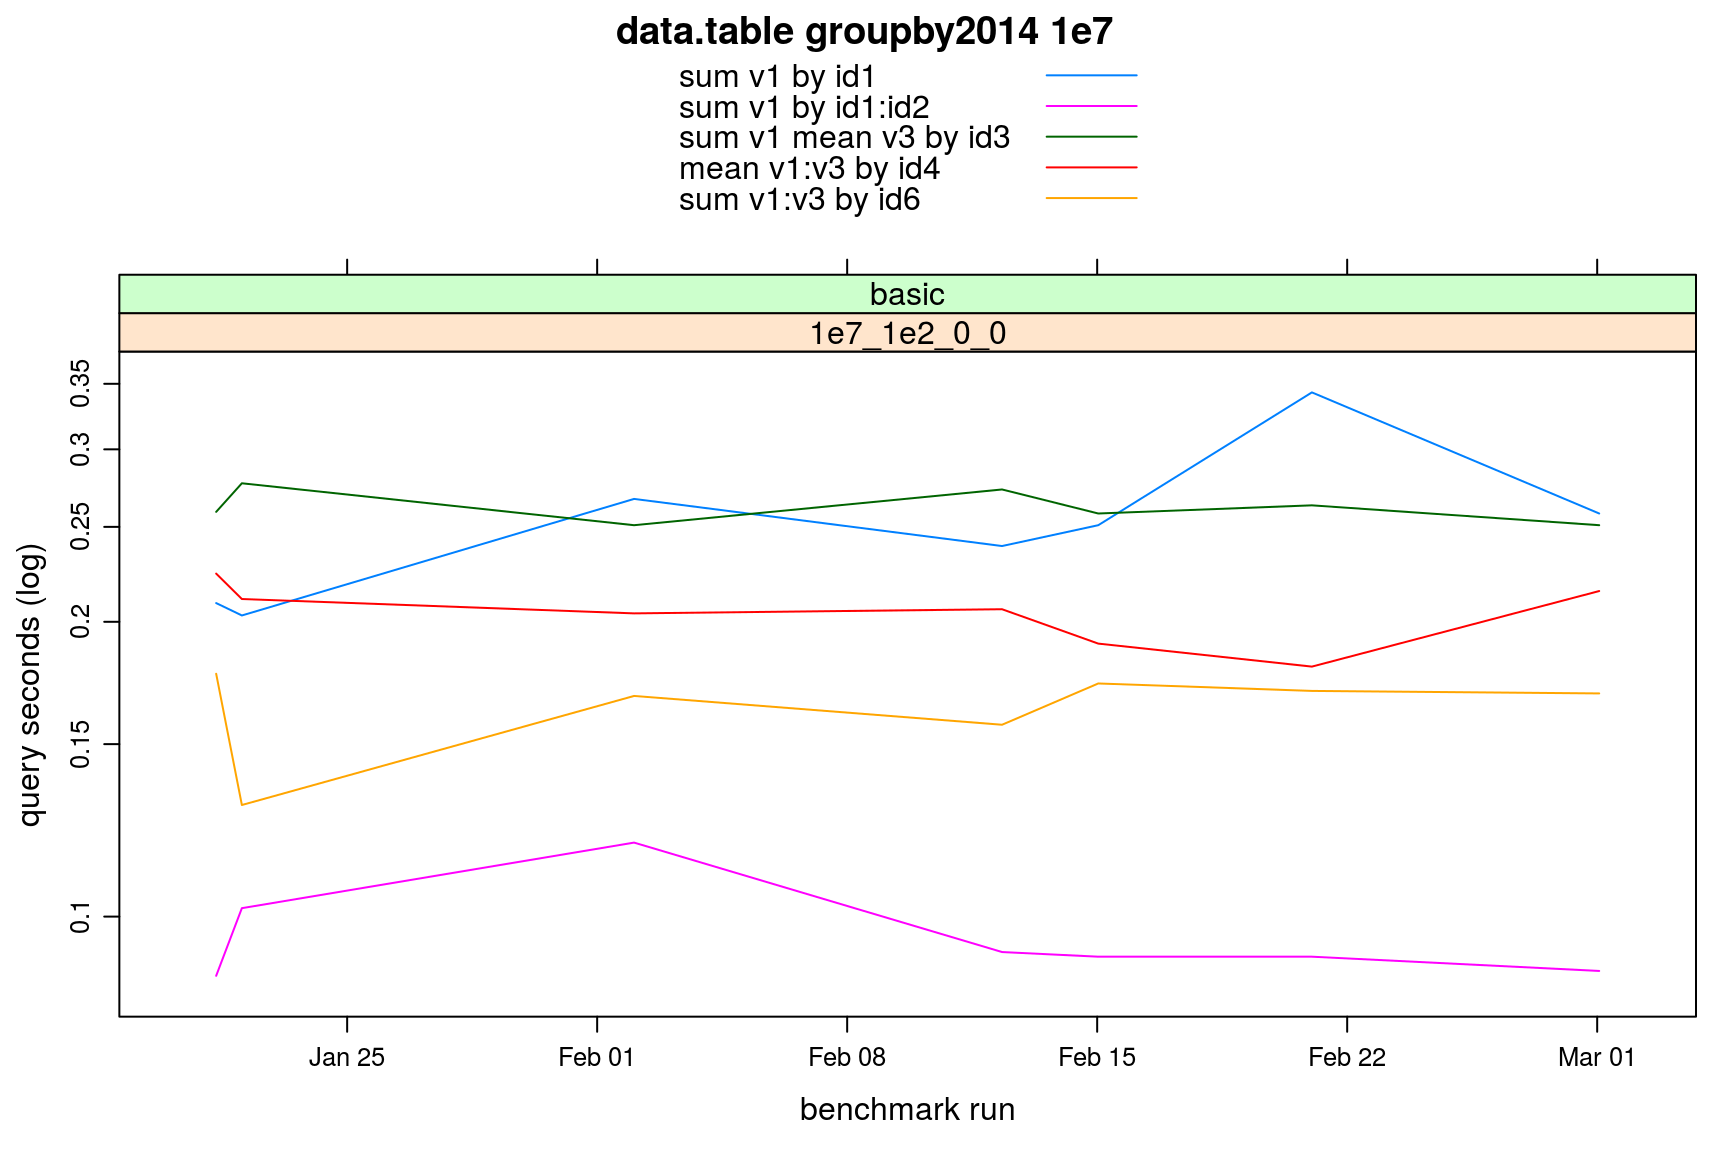 data.table groupby2014 1e7
sum v1 by id1
sum v1 by id1:id2
sum v1 mean v3 by id3
mean v1:v3 by id4
sum v1:v3 by id6
basic
1e7_1e2_0_0
0.35
0.3
0.25
0.2
0.15
0.1
query seconds (log)
Jan 25 Feb 01 Feb 08 Feb 15 Feb 22 Mar 01
benchmark run